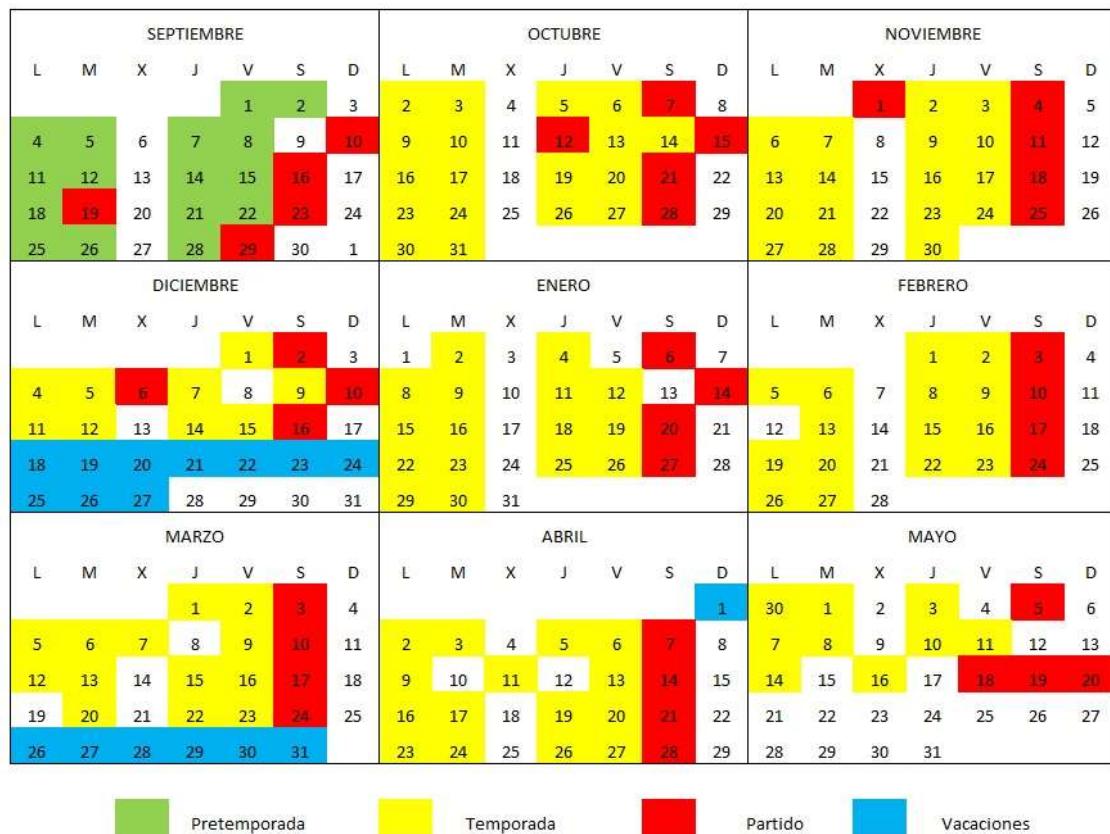 SEPTIEMBRE OCTUBRE NOVIEMBRE
L M X J V S D L M X J V S D L M X J V S D
1 2 3 2 3 4 5 6 7 8 1 2 3 4 5
4 5 6 7 8 9 10 9 10 11 12 13 14 15 6 7 8 9 10 11 12
11 12 13 14 15 16 17 16 17 18 19 20 21 22 13 14 15 16 17 18 19
18 19 20 21 22 23 24 23 24 25 26 27 28 29 20 21 22 23 24 25 26
25 26 27 28 29 30 1 30 31 27 28 29 30
DICIEMBRE ENERO FEBRERO
L M X J V S D L M X J V S D L M X J V S D
1 2 3 1 2 3 4 5 6 7 1 2 3 4
4 5 6 7 8 9 10 8 9 10 11 12 13 14 5 6 7 8 9 10 11
11 12 13 14 15 16 17 15 16 17 18 19 20 21 12 13 14 15 16 17 18
18 19 20 21 22 23 24 22 23 24 25 26 27 28 19 20 21 22 23 24 25
25 26 27 28 29 30 31 29 30 31 26 27 28
MARZO ABRIL MAYO
L M X J V S D L M X J V S D L M X J V S D
1 2 3 4 1 30 1 2 3 4 5 6
5 6 7 8 9 10 11 2 3 4 5 6 7 8 7 8 9 10 11 12 13
12 13 14 15 16 17 18 9 10 11 12 13 14 15 14 15 16 17 18 19 20
19 20 21 22 23 24 25 16 17 18 19 20 21 22 21 22 23 24 25 26 27
26 27 28 29 30 31 23 24 25 26 27 28 29 28 29 30 31
Pretemporada Temporada Partido Vacaciones